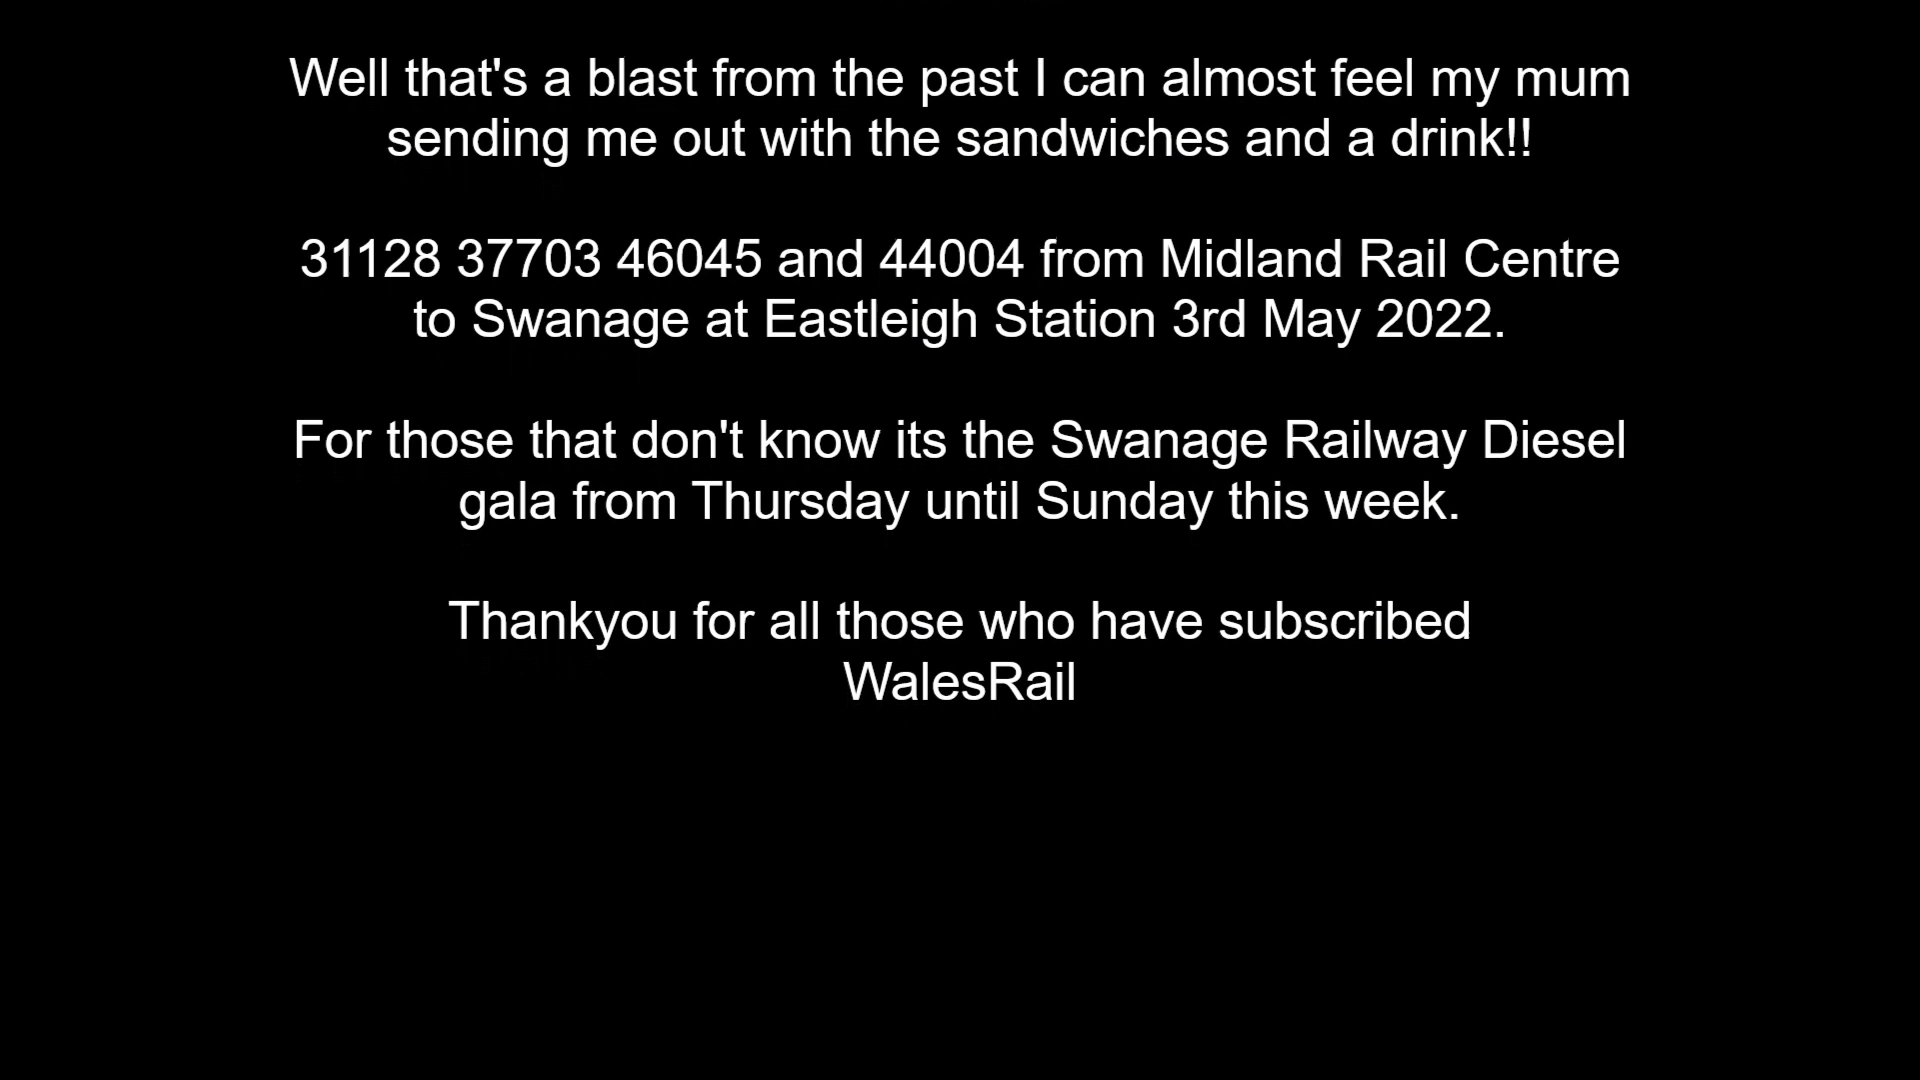 Well that's a blast from the past I can almost feel my mum
sending me out with the sandwiches and a drink!!
31128 37703 46045 and 44004 from Midland Rail Centre
to Swanage at Eastleigh Station 3rd May 2022.
For those that don't know its the Swanage Railway Diesel
gala from Thursday until Sunday this week.
Thankyou for all those who have subscribed
WalesRail